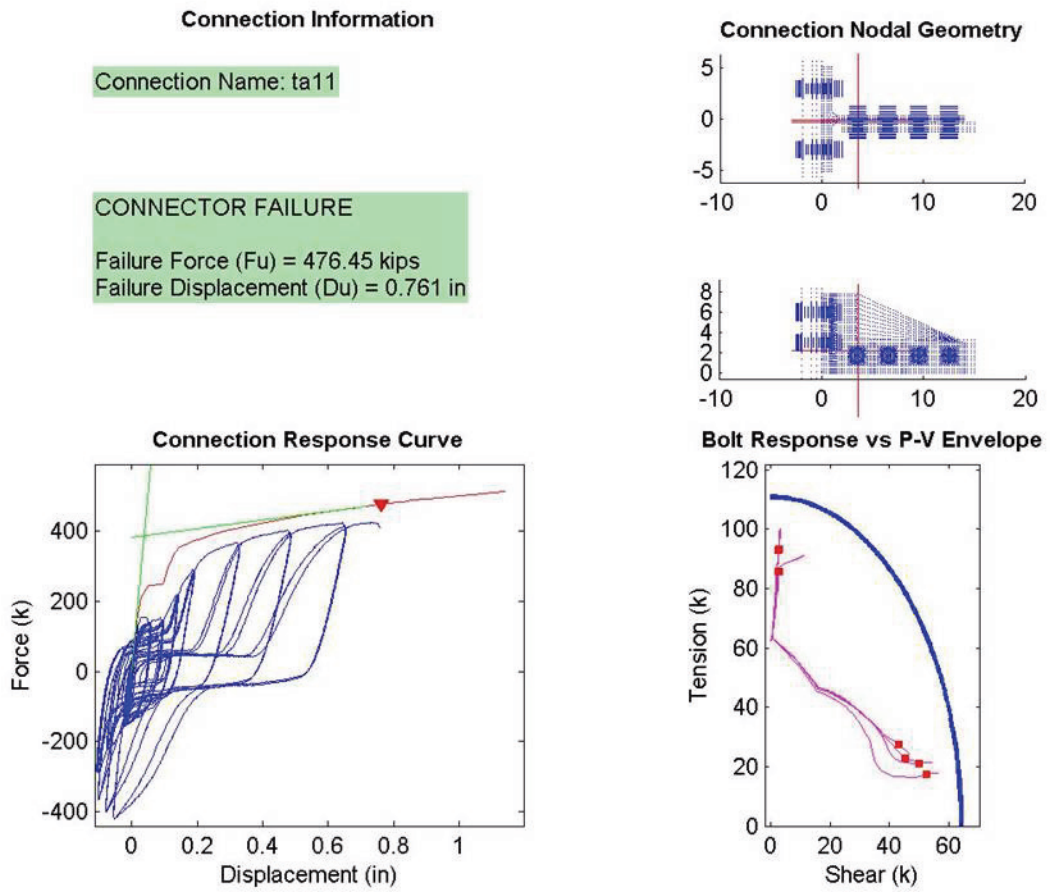 Connection Information
Connection Name: ta11
CONNECTOR FAILURE
Failure Force (Fu) = 476.45 kips
Failure Displacement (Du) = 0.761 in
Connection Nodal Geometry
5
0
-5
-10 0 10 20
8
6
4
2
0
-10 0 10 20
Connection Response Curve
Force (k)
400
200
0
-200
-400
0 0.2 0.4 0.6 0.8 1
Displacement (in)
Bolt Response vs P-V Envelope
Tension (k)
120
100
80
60
40
20
0
0 20 40 60
Shear (k)